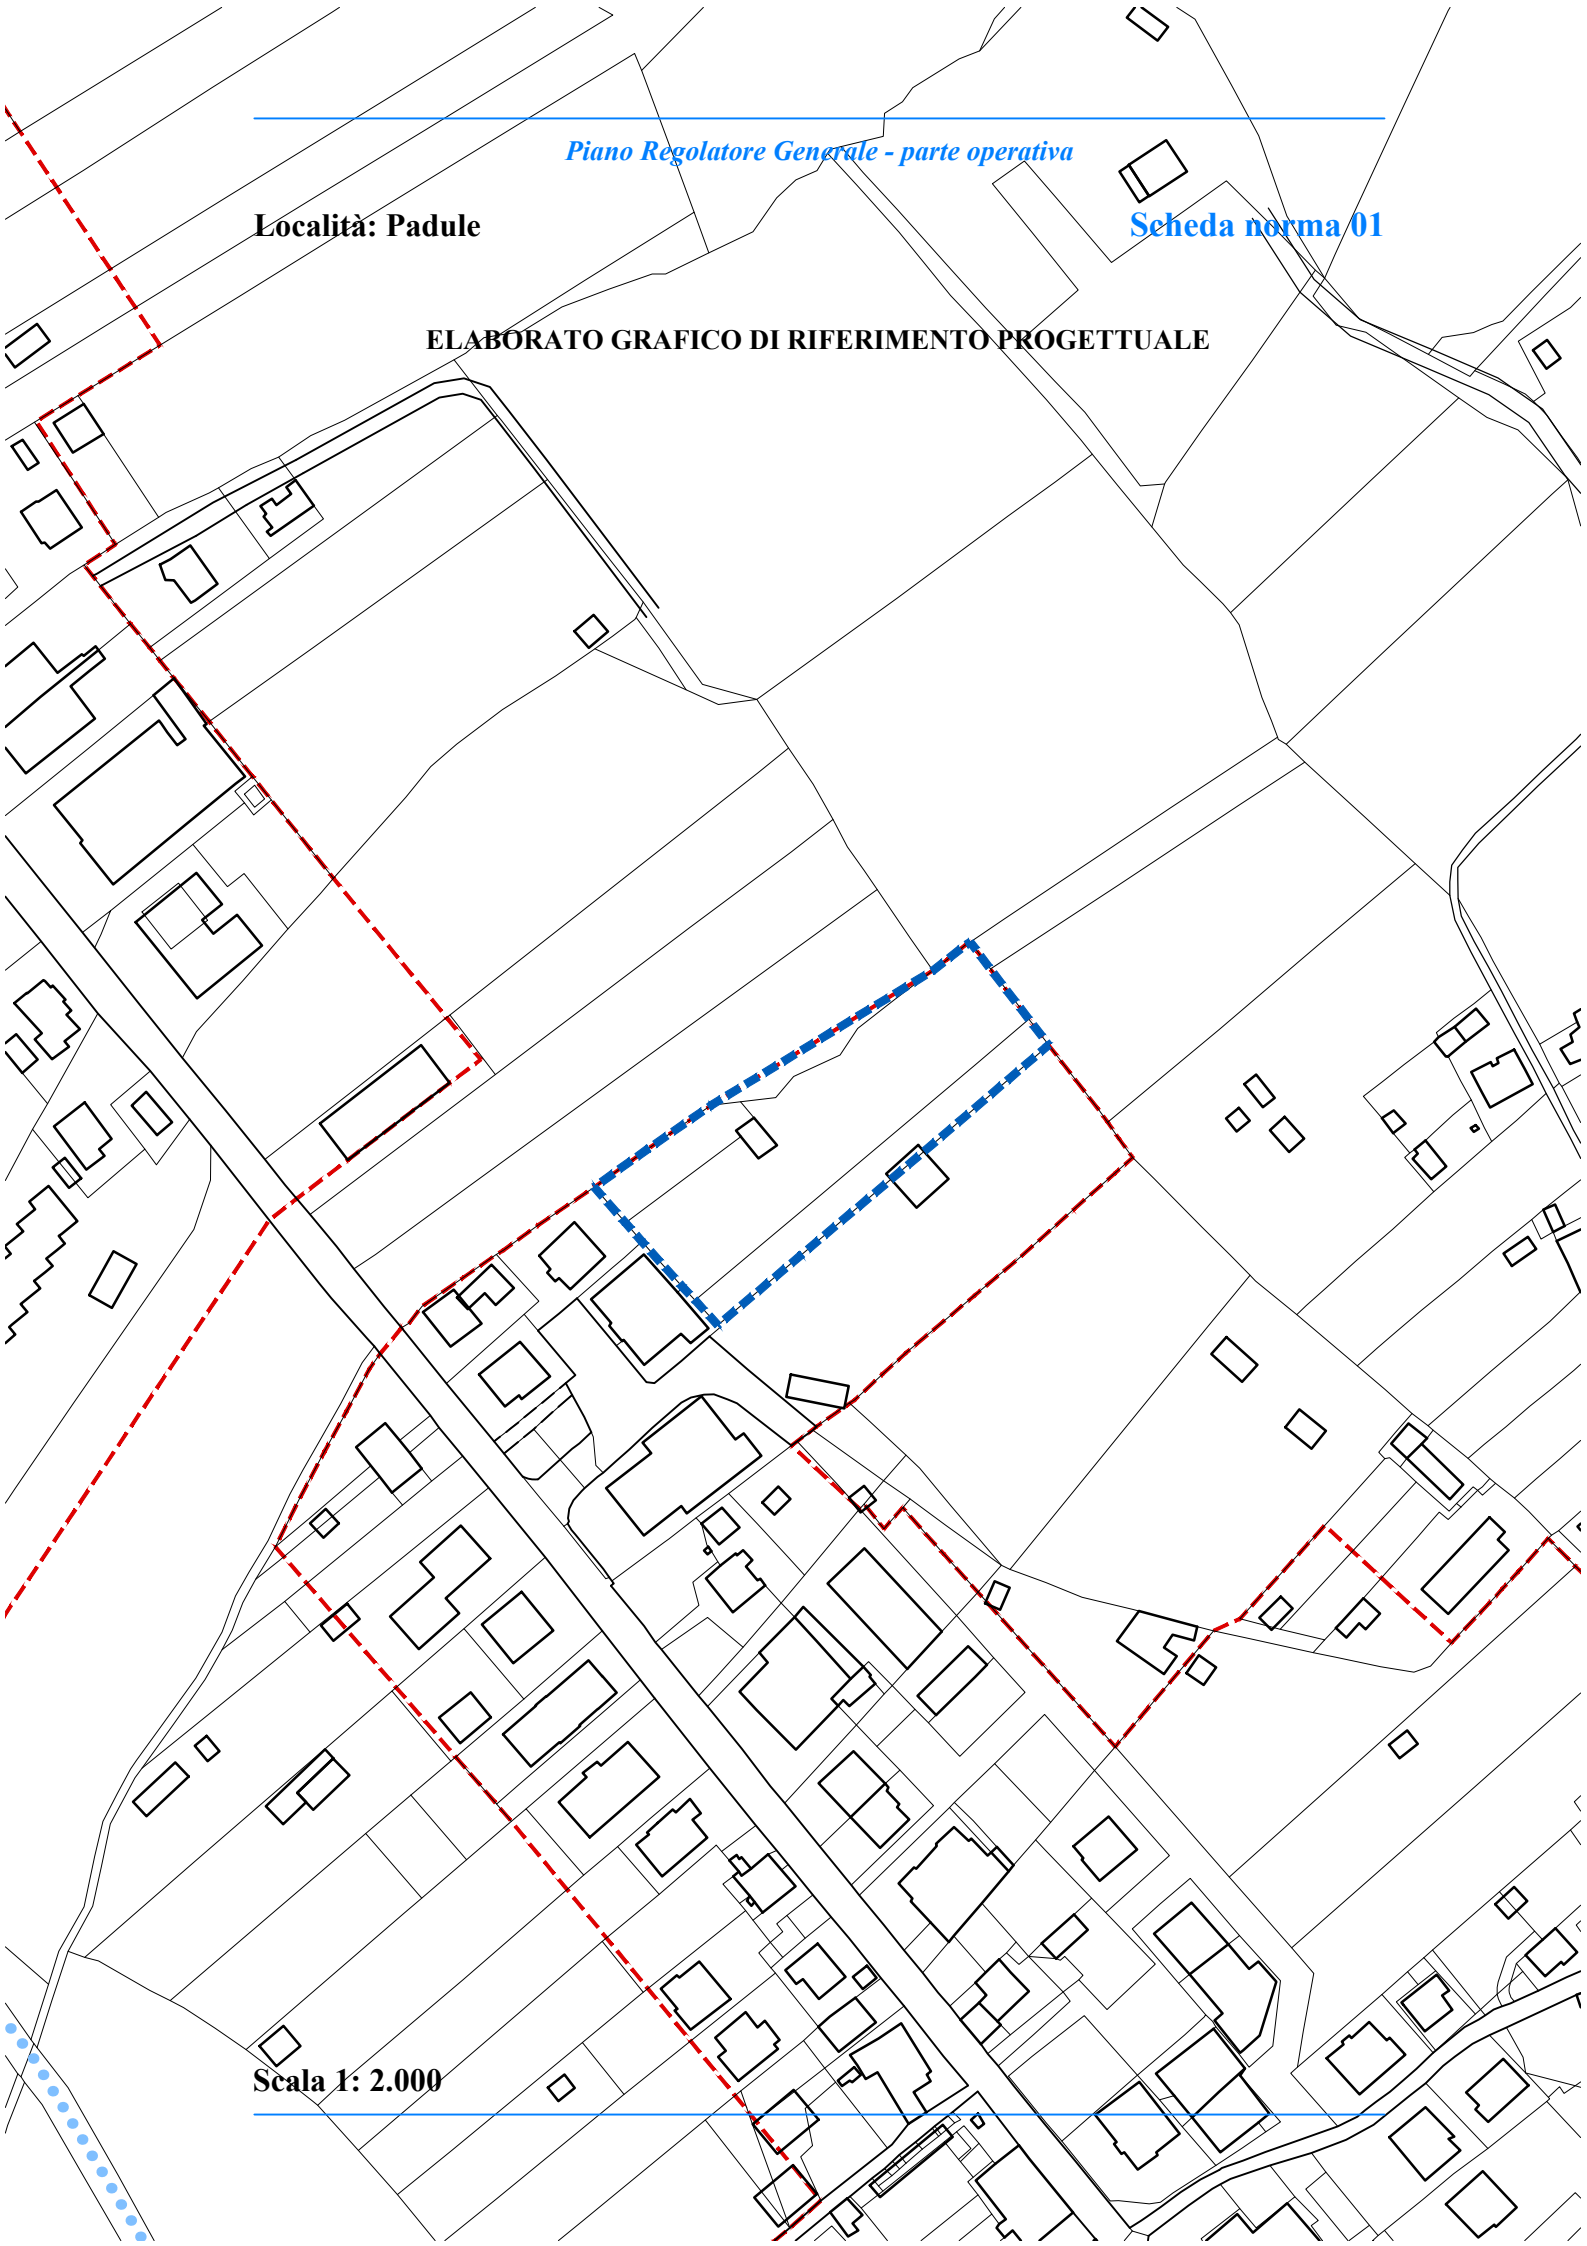 Piano Regolatore Generale - parte operativa
Località: Padule
Scheda norma 01
ELABORATO GRAFICO DI RIFERIMENTO PROGETTUALE
Scala 1: 2.000